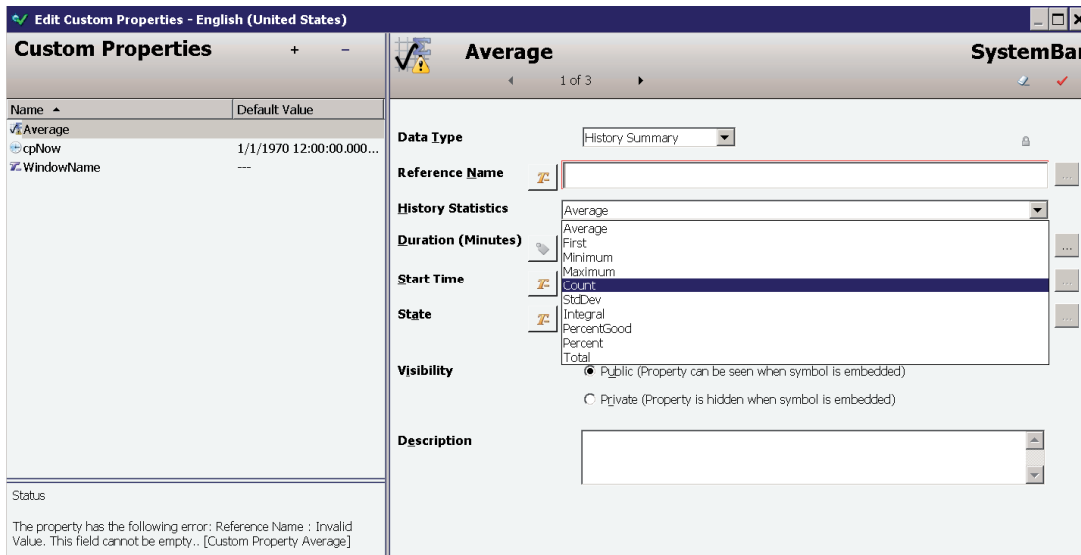 Edit Custom Properties - English (United States)
Custom Properties + −
Average
SystemBar
1 of 3
Name Default Value
Average
cpNow 1/1/1970 12:00:00.000...
WindowName ---
Data Type History Summary
Reference Name T ...
History Statistics Average
Average
Duration (Minutes) First ...
Minimum
Maximum
Start Time T Count ...
StdDev
State T Integral ...
PercentGood
Percent
Total
Visibility Public (Property can be seen when symbol is embedded)
Private (Property is hidden when symbol is embedded)
Description
Status
The property has the following error: Reference Name : Invalid
Value. This field cannot be empty.. [Custom Property Average]